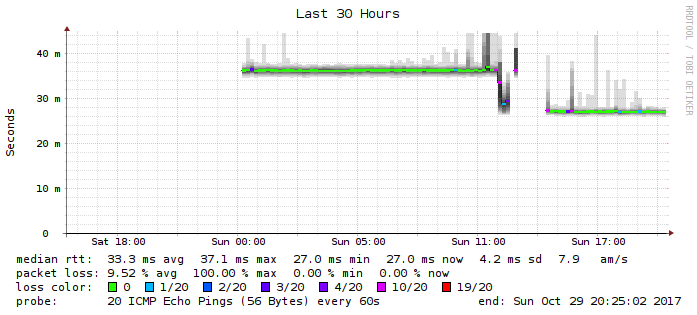 Last 30 Hours
RRDTOOL / TOBI OETIKER
Seconds
40 m
30 m
20 m
10 m
0
Sat 18:00 Sun 00:00 Sun 05:00 Sun 11:00 Sun 17:00
median rtt: 33.3 ms avg 37.1 ms max 27.0 ms min 27.0 ms now 4.2 ms sd 7.9 am/s
packet loss: 9.52 % avg 100.00 % max 0.00 % min 0.00 % now
loss color: 0 1/20 2/20 3/20 4/20 10/20 19/20
probe: 20 ICMP Echo Pings (56 Bytes) every 60s end: Sun Oct 29 20:25:02 2017